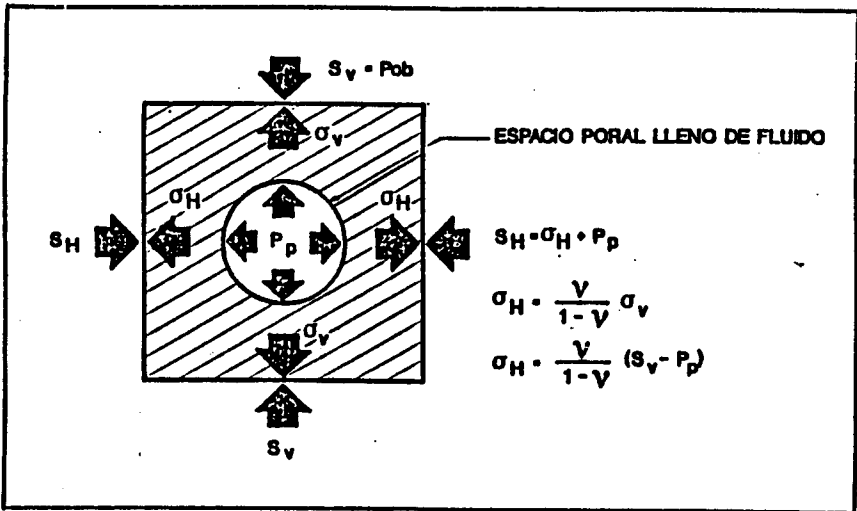 S_v = Pob
σ_v
ESPACIO PORAL LLENO DE FLUIDO
σ_H
σ_H
S_H
P_p
S_H = σ_H + P_p
σ_H = ν / (1 - ν) σ_v
σ_v
σ_H = ν / (1 - ν) (S_v - P_p)
S_v